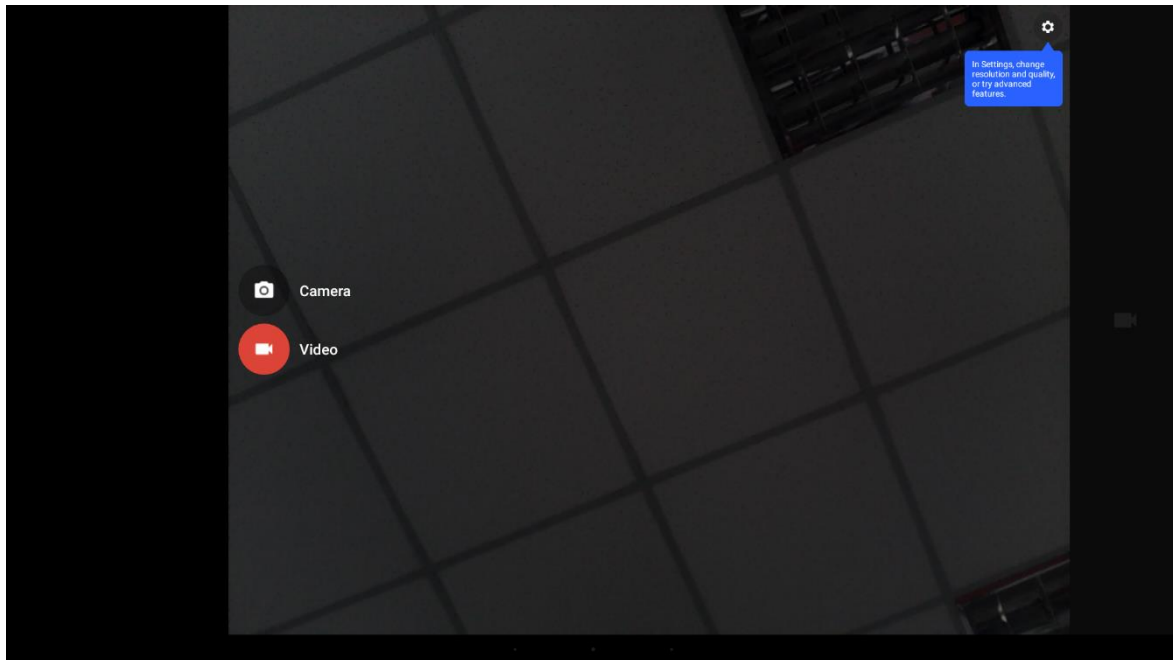 In Settings, change
resolution and quality,
or try advanced
features.
Camera
Video